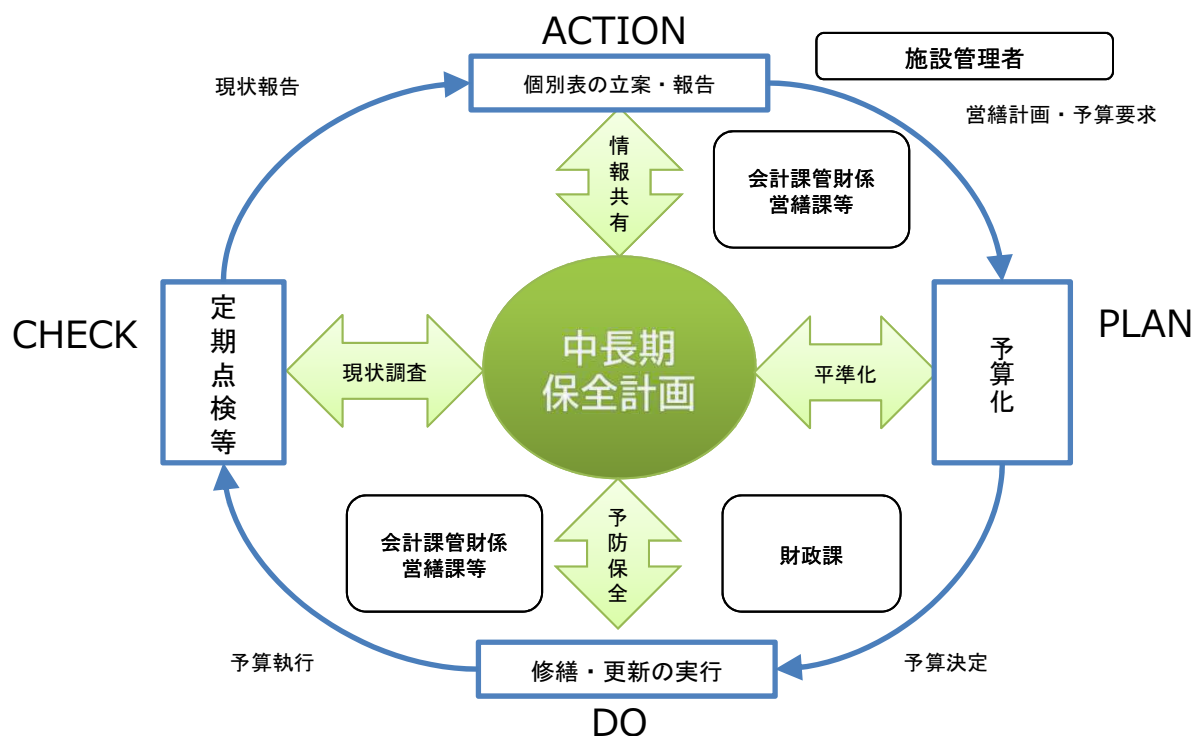 ACTION
施設管理者
現状報告
個別表の立案・報告
営繕計画・予算要求
情報共有
会計課管財係
営繕課等
CHECK
定期点検等
現状調査
中長期
保全計画
平準化
予算化
PLAN
会計課管財係
営繕課等
予防保全
財政課
予算執行
修繕・更新の実行
予算決定
DO